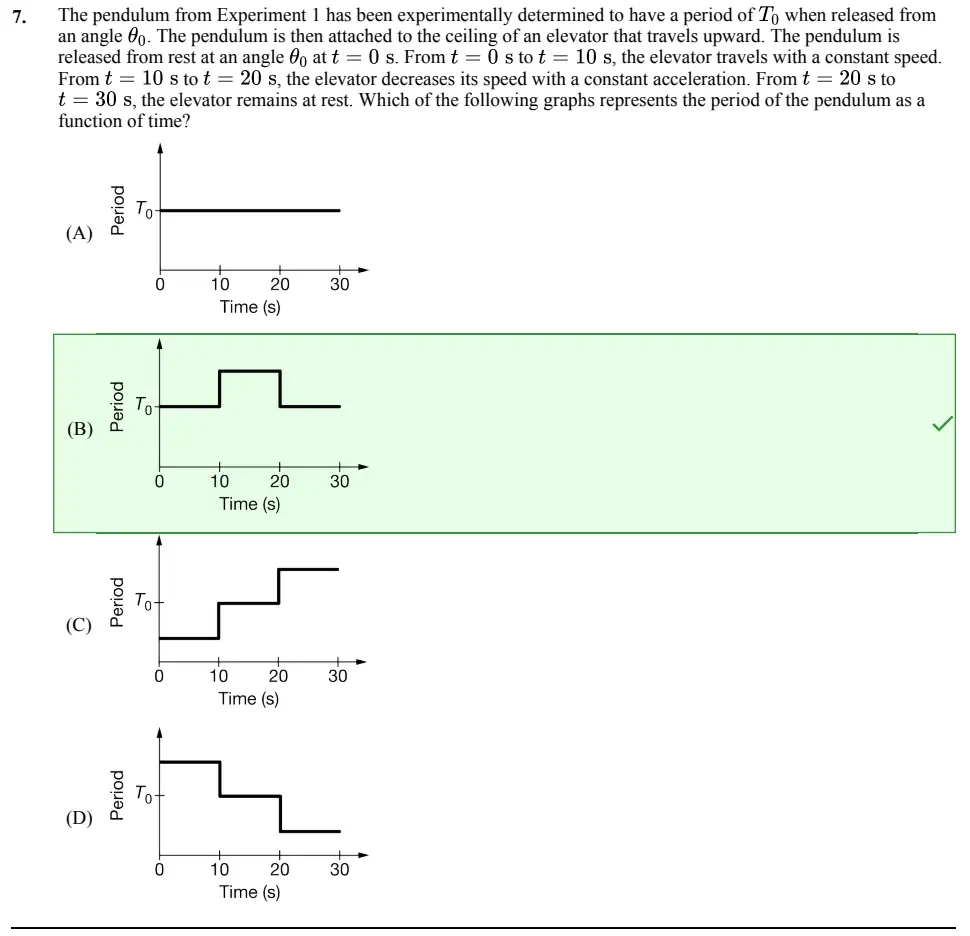 7. The pendulum from Experiment 1 has been experimentally determined to have a period of T₀ when released from
an angle θ₀. The pendulum is then attached to the ceiling of an elevator that travels upward. The pendulum is
released from rest at an angle θ₀ at t = 0 s. From t = 0 s to t = 10 s, the elevator travels with a constant speed.
From t = 10 s to t = 20 s, the elevator decreases its speed with a constant acceleration. From t = 20 s to
t = 30 s, the elevator remains at rest. Which of the following graphs represents the period of the pendulum as a
function of time?
(A)
Period
T₀
0 10 20 30
Time (s)
(B)
Period
T₀
0 10 20 30
Time (s)
(C)
Period
T₀
0 10 20 30
Time (s)
(D)
Period
T₀
0 10 20 30
Time (s)